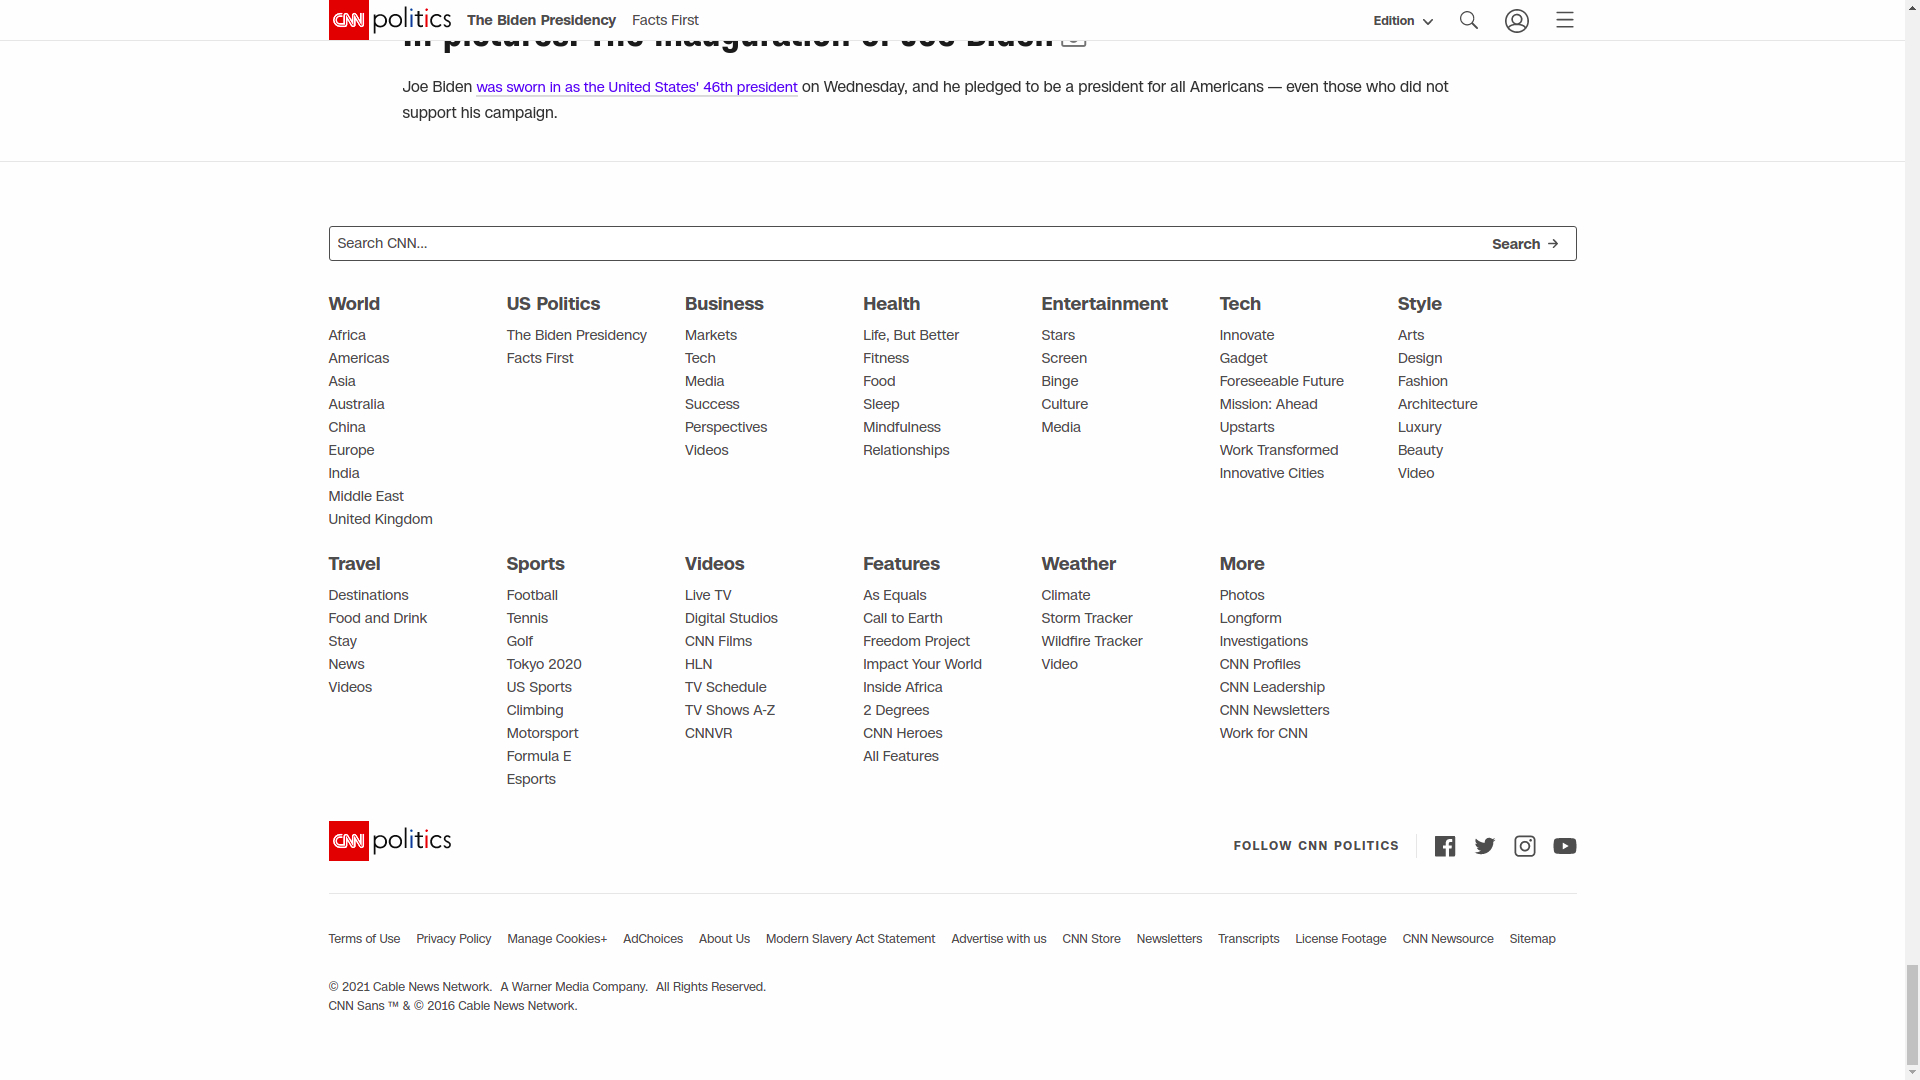 CNN politics The Biden Presidency Facts First Edition
In pictures: The inauguration of Joe Biden
Joe Biden was sworn in as the United States' 46th president on Wednesday, and he pledged to be a president for all Americans — even those who did not
support his campaign.
Search CNN... Search →
World US Politics Business Health Entertainment Tech Style
Africa The Biden Presidency Markets Life, But Better Stars Innovate Arts
Americas Facts First Tech Fitness Screen Gadget Design
Asia Media Food Binge Foreseeable Future Fashion
Australia Success Sleep Culture Mission: Ahead Architecture
China Perspectives Mindfulness Media Upstarts Luxury
Europe Videos Relationships Work Transformed Beauty
India Innovative Cities Video
Middle East
United Kingdom
Travel Sports Videos Features Weather More
Destinations Football Live TV As Equals Climate Photos
Food and Drink Tennis Digital Studios Call to Earth Storm Tracker Longform
Stay Golf CNN Films Freedom Project Wildfire Tracker Investigations
News Tokyo 2020 HLN Impact Your World Video CNN Profiles
Videos US Sports TV Schedule Inside Africa CNN Leadership
Climbing TV Shows A-Z 2 Degrees CNN Newsletters
Motorsport CNNVR CNN Heroes Work for CNN
Formula E All Features
Esports
CNN politics FOLLOW CNN POLITICS
Terms of Use Privacy Policy Manage Cookies+ AdChoices About Us Modern Slavery Act Statement Advertise with us CNN Store Newsletters Transcripts License Footage CNN Newsource Sitemap
© 2021 Cable News Network. A Warner Media Company. All Rights Reserved.
CNN Sans ™ & © 2016 Cable News Network.